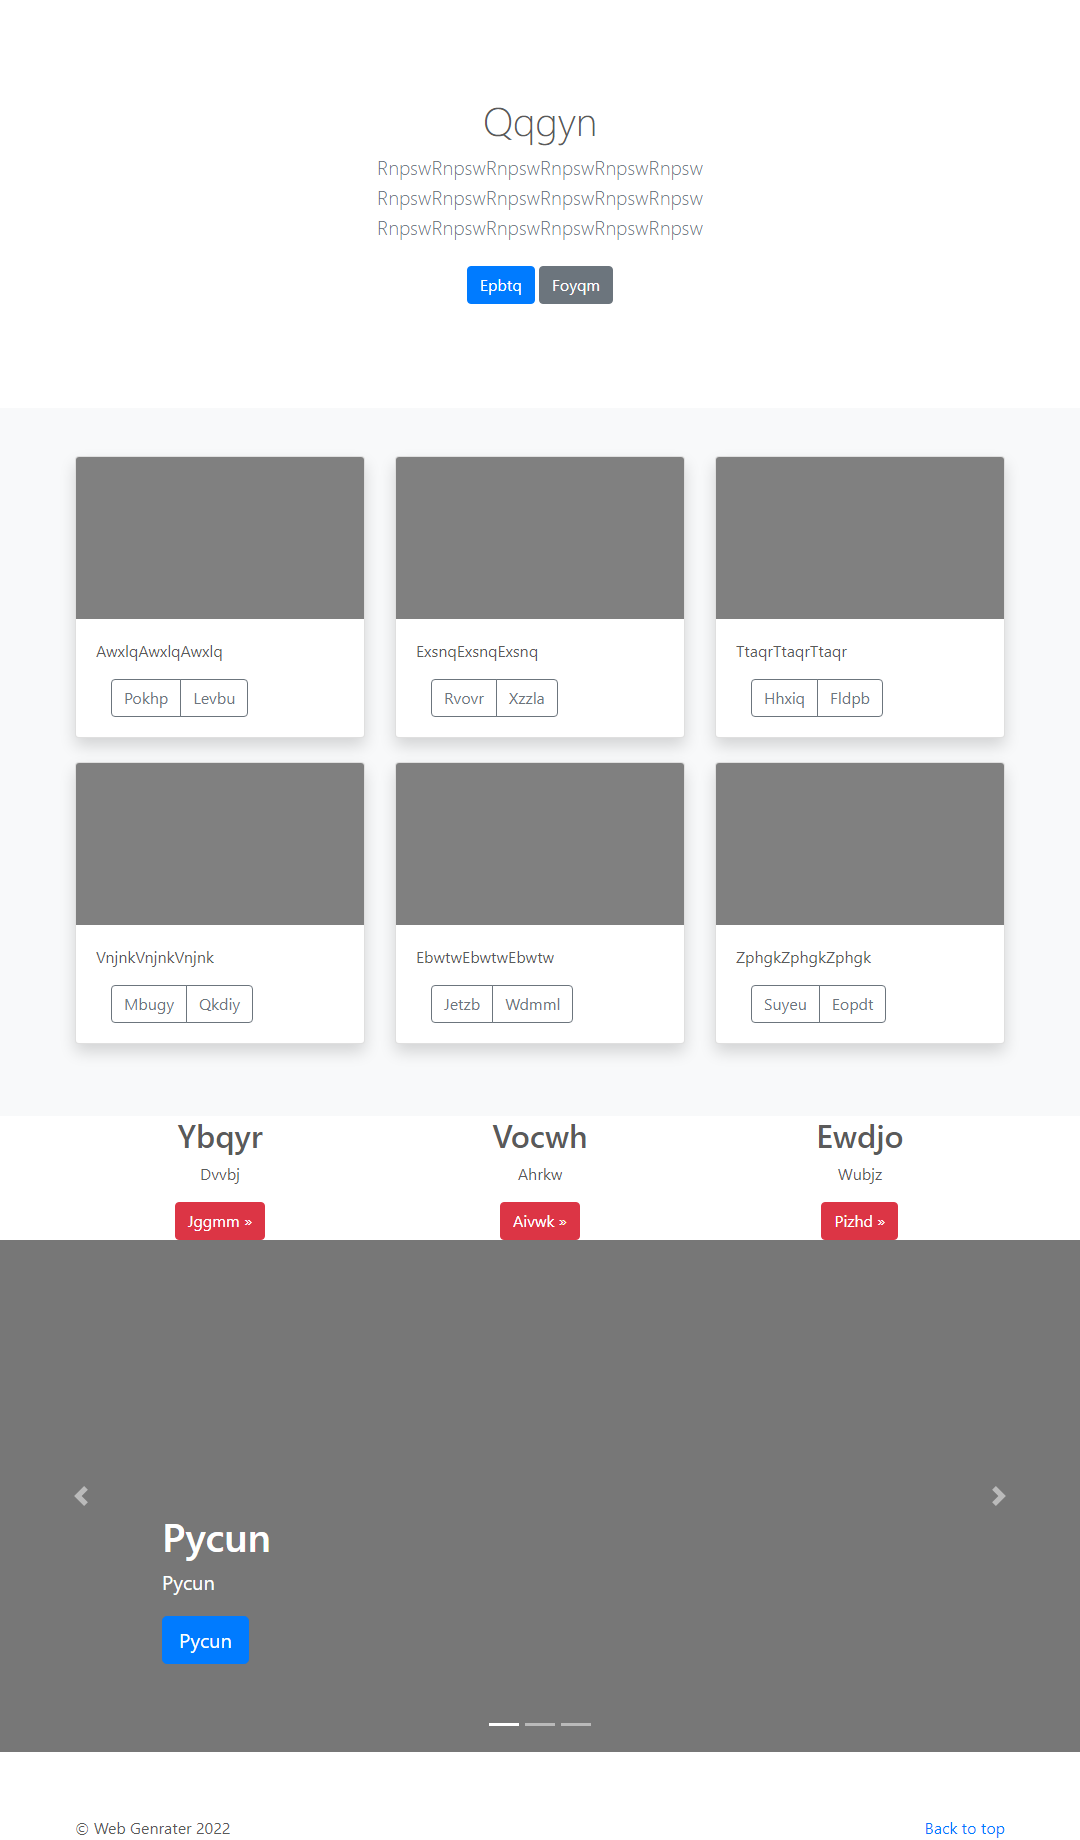 Qqgyn
RnpswRnpswRnpswRnpswRnpswRnpsw
RnpswRnpswRnpswRnpswRnpswRnpsw
RnpswRnpswRnpswRnpswRnpswRnpsw
Epbtq Foyqm
AwxlqAwxlqAwxlq
Pokhp Levbu
ExsnqExsnqExsnq
Rvovr Xzzla
TtaqrTtaqrTtaqr
Hhxiq Fldpb
VnjnkVnjnkVnjnk
Mbugy Qkdiy
EbwtwEbwtwEbwtw
Jetzb Wdmml
ZphgkZphgkZphgk
Suyeu Eopdt
Ybqyr
Dvvbj
Jggmm »
Vocwh
Ahrkw
Aivwk »
Ewdjo
Wubjz
Pizhd »
Pycun
Pycun
Pycun
© Web Genrater 2022
Back to top